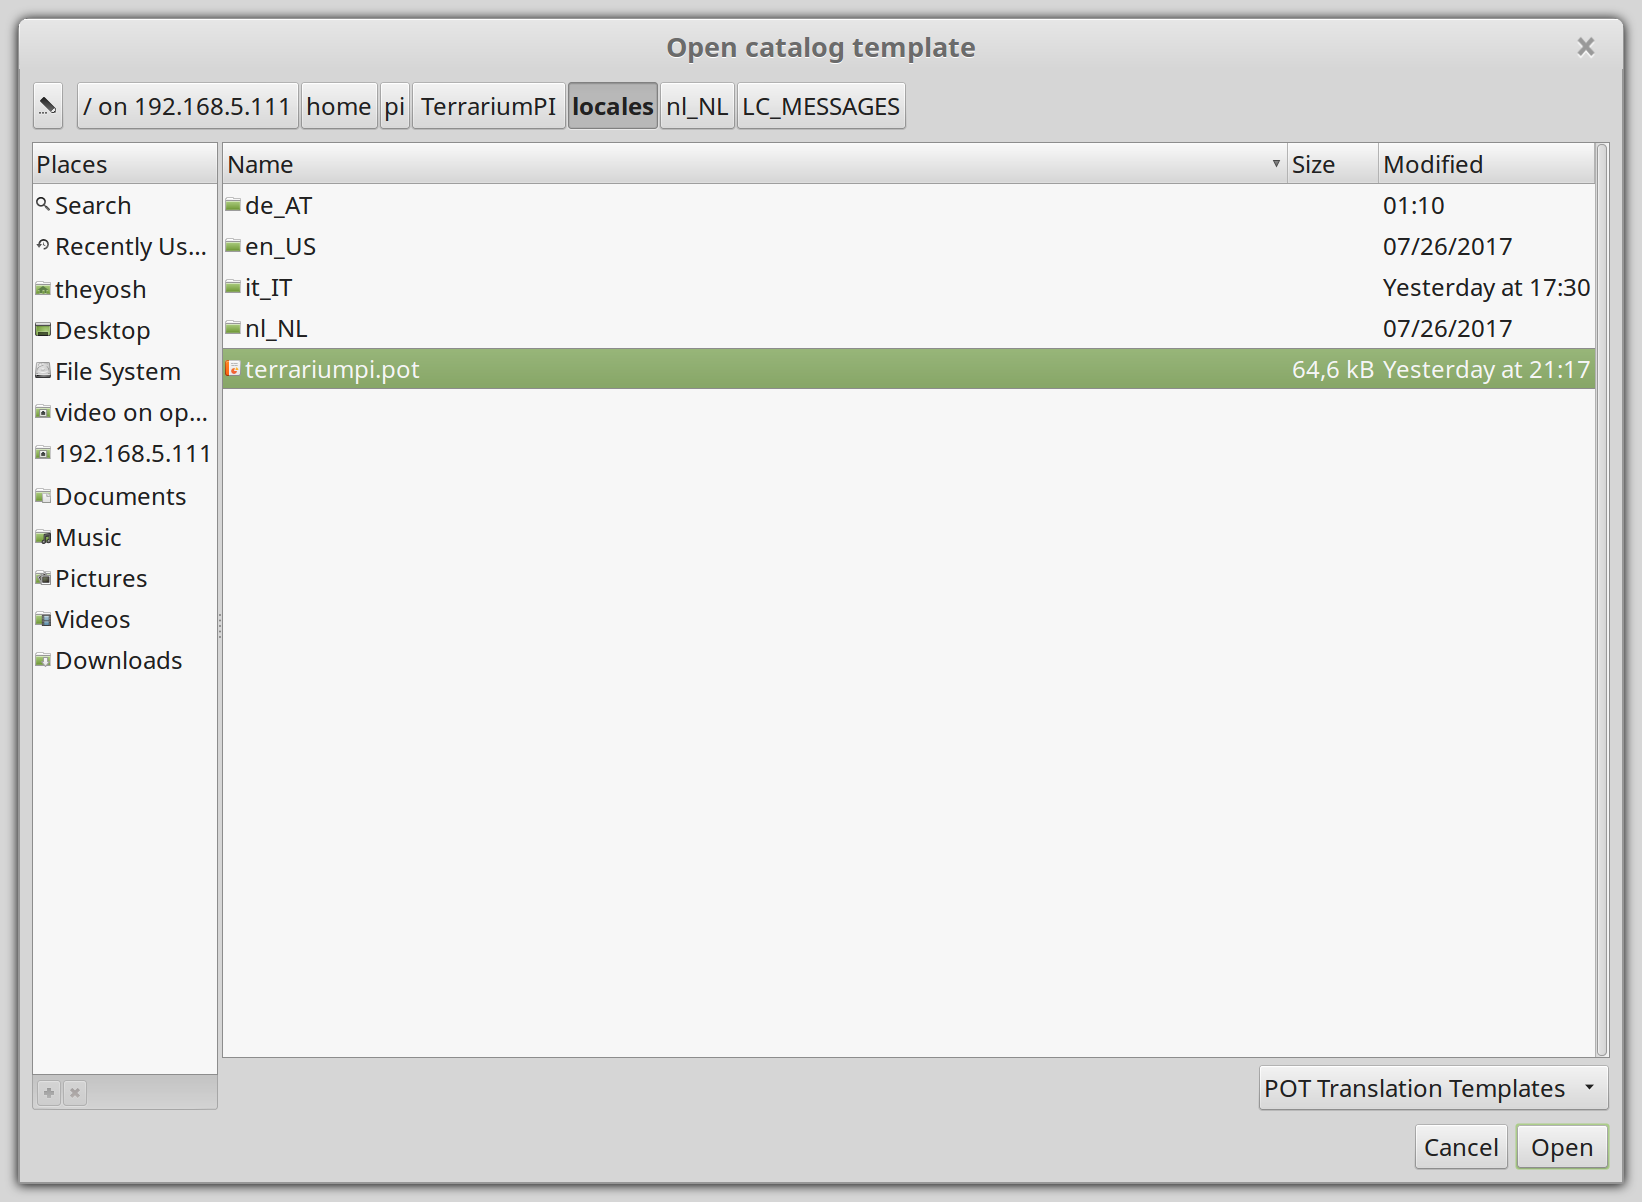 Open catalog template
/ on 192.168.5.111 home pi TerrariumPI locales nl_NL LC_MESSAGES
Places
Search
Recently Us...
theyosh
Desktop
File System
video on op...
192.168.5.111
Documents
Music
Pictures
Videos
Downloads
Name Size Modified
de_AT 01:10
en_US 07/26/2017
it_IT Yesterday at 17:30
nl_NL 07/26/2017
terrariumpi.pot 64,6 kB Yesterday at 21:17
POT Translation Templates
Cancel Open